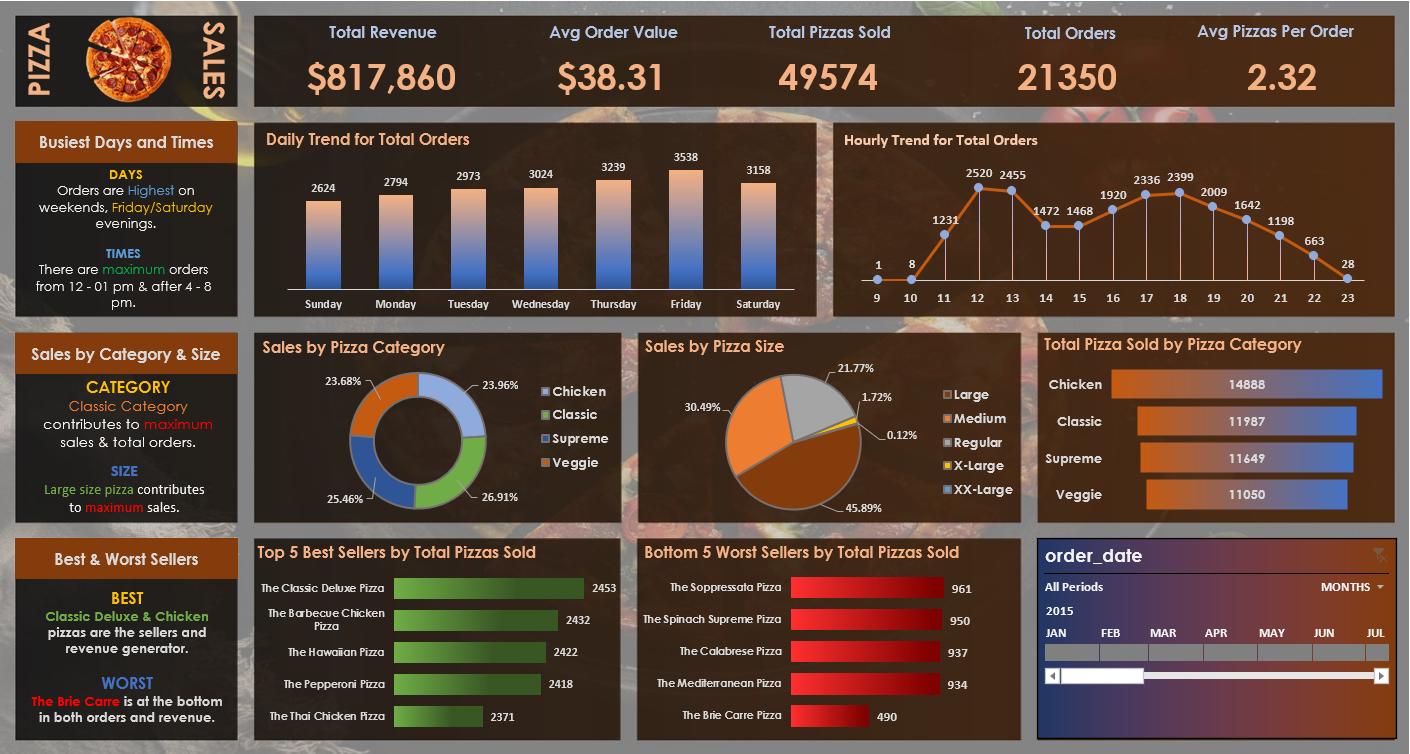 PIZZA
SALES
Total Revenue
$817,860
Avg Order Value
$38.31
Total Pizzas Sold
49574
Total Orders
21350
Avg Pizzas Per Order
2.32
Busiest Days and Times
DAYS
Orders are Highest on
weekends, Friday/Saturday
evenings.
TIMES
There are maximum orders
from 12 - 01 pm & after 4 - 8
pm.
Daily Trend for Total Orders
2624
2794
2973
3024
3239
3538
3158
Sunday
Monday
Tuesday
Wednesday
Thursday
Friday
Saturday
Hourly Trend for Total Orders
1
8
1231
2520
2455
1472
1468
1920
2336
2399
2009
1642
1198
663
28
9
10
11
12
13
14
15
16
17
18
19
20
21
22
23
Sales by Category & Size
CATEGORY
Classic Category
contributes to maximum
sales & total orders.
SIZE
Large size pizza contributes
to maximum sales.
Sales by Pizza Category
23.68%
23.96%
25.46%
26.91%
Chicken
Classic
Supreme
Veggie
Sales by Pizza Size
21.77%
1.72%
30.49%
0.12%
45.89%
Large
Medium
Regular
X-Large
XX-Large
Total Pizza Sold by Pizza Category
Chicken 14888
Classic 11987
Supreme 11649
Veggie 11050
Best & Worst Sellers
BEST
Classic Deluxe & Chicken
pizzas are the sellers and
revenue generator.
WORST
The Brie Carre is at the bottom
in both orders and revenue.
Top 5 Best Sellers by Total Pizzas Sold
The Classic Deluxe Pizza 2453
The Barbecue Chicken
Pizza 2432
The Hawaiian Pizza 2422
The Pepperoni Pizza 2418
The Thai Chicken Pizza 2371
Bottom 5 Worst Sellers by Total Pizzas Sold
The Soppressata Pizza 961
The Spinach Supreme Pizza 950
The Calabrese Pizza 937
The Mediterranean Pizza 934
The Brie Carre Pizza 490
order_date
All Periods MONTHS
2015
JAN FEB MAR APR MAY JUN JUL